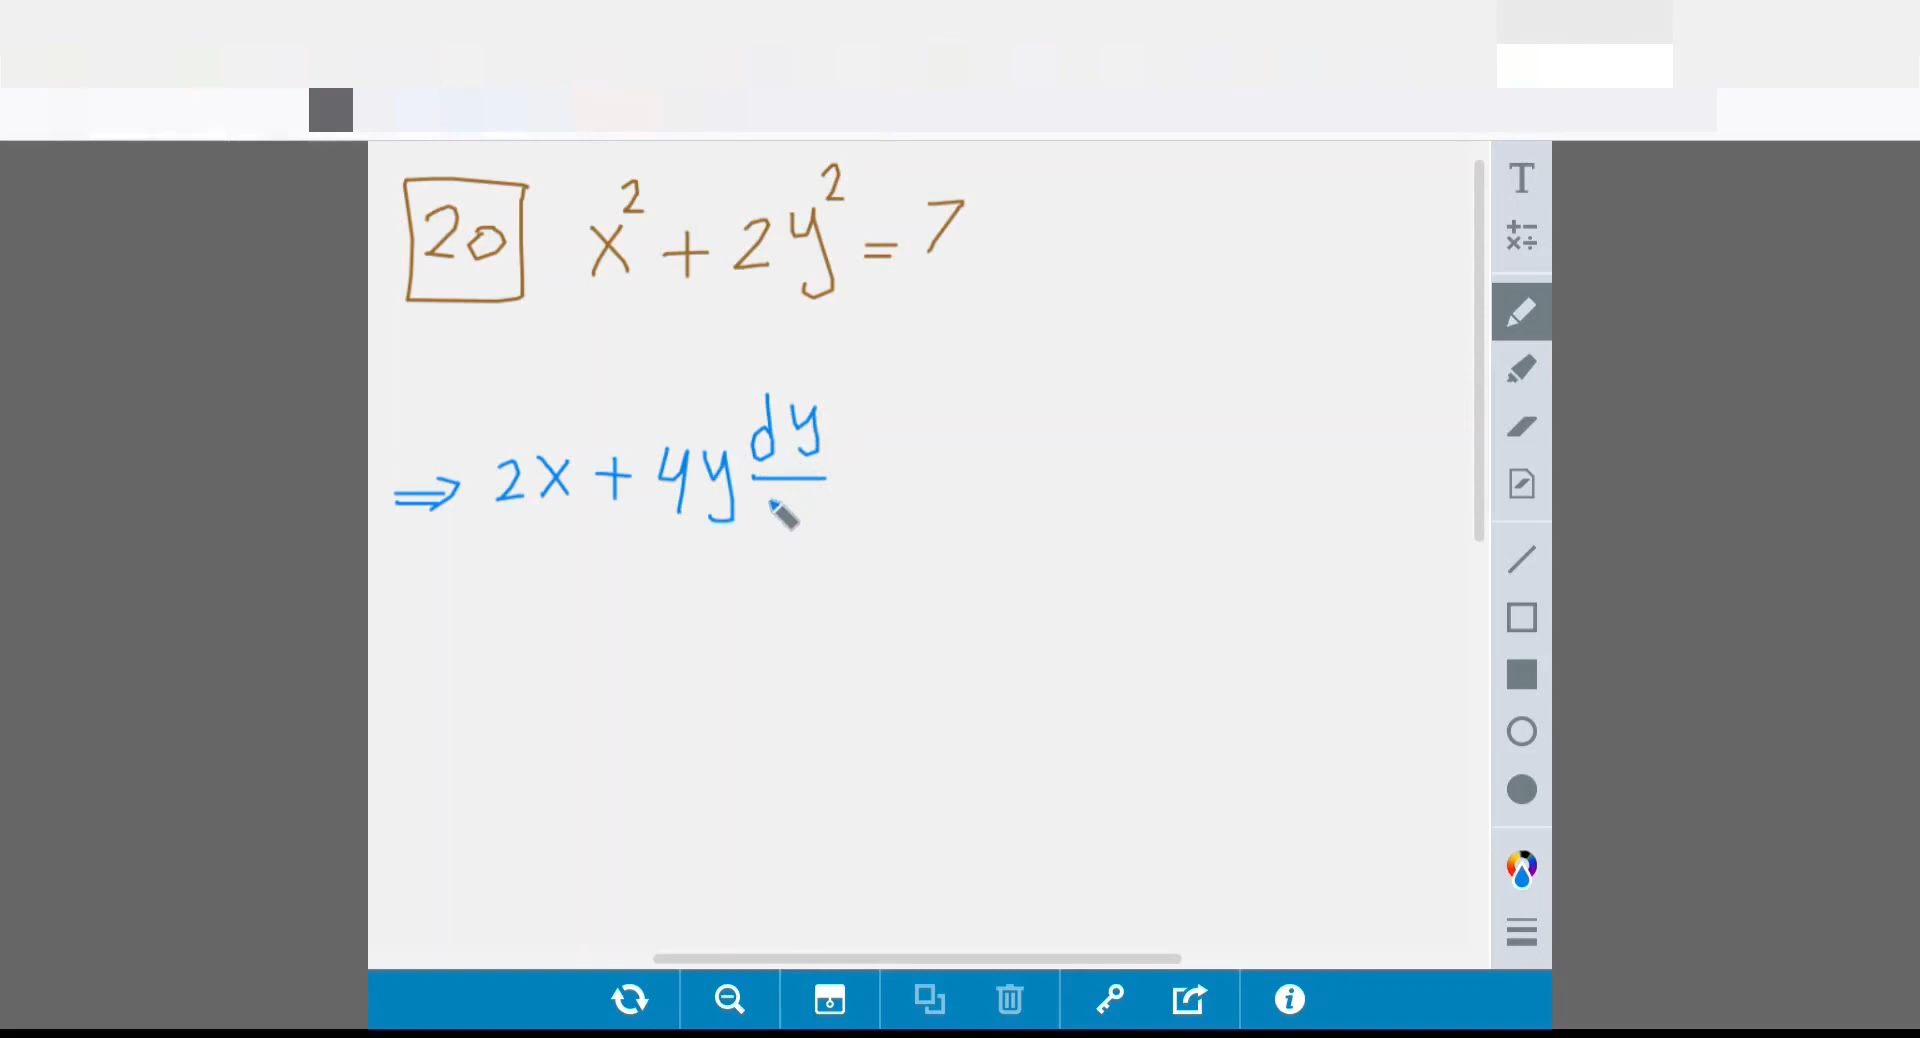 20 x² + 2y² = 7
⇒ 2x + 4y dy/